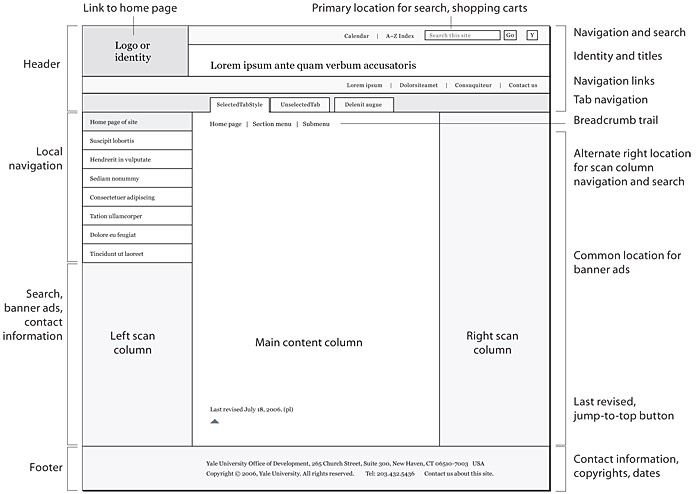 Link to home page
Primary location for search, shopping carts
Header
Logo or
identity
Calendar | A–Z Index
Search this site
Go
Y
Navigation and search
Lorem ipsum ante quam verbum accusatoris
Identity and titles
Lorem ipsum | Dolorsiteamet | Consuquiteur | Contact us
Navigation links
SelectedTabStyle
UnselectedTab
Delenit augue
Tab navigation
Home page | Section menu | Submenu
Breadcrumb trail
Local
navigation
Home page of site
Suscipit lobortis
Hendrerit in vulputate
Sediam nonummy
Consectetuer adipiscing
Tation ullamcorper
Dolore eu feugiat
Tincidunt ut laoreet
Alternate right location
for scan column
navigation and search
Common location for
banner ads
Search,
banner ads,
contact
information
Left scan
column
Main content column
Right scan
column
Last revised July 18, 2006. (pl)
Last revised,
jump-to-top button
Footer
Yale University Office of Development, 265 Church Street, Suite 300, New Haven, CT 06510-7003 USA
Copyright © 2006, Yale University. All rights reserved. Tel: 203.432.5436 Contact us about this site.
Contact information,
copyrights, dates